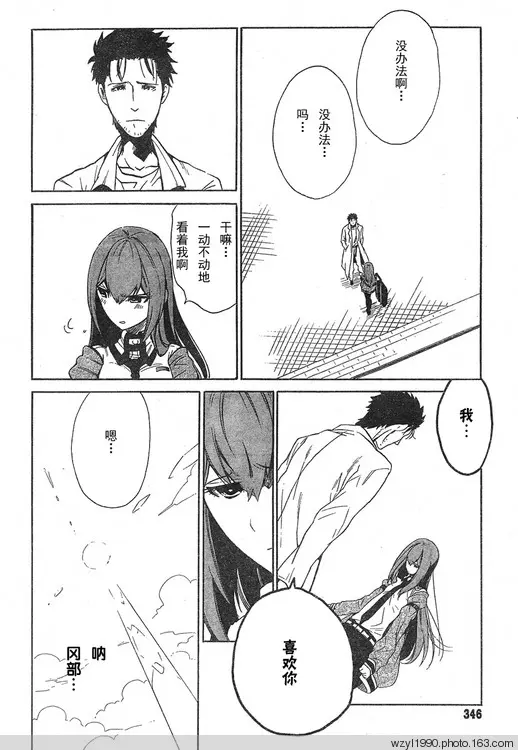 没办法啊…
没办法…
吗…
干嘛…
一动不动地
看着我啊
我…
喜欢你
嗯…
呐
冈部…
346
wzyl1990.photo.163.com